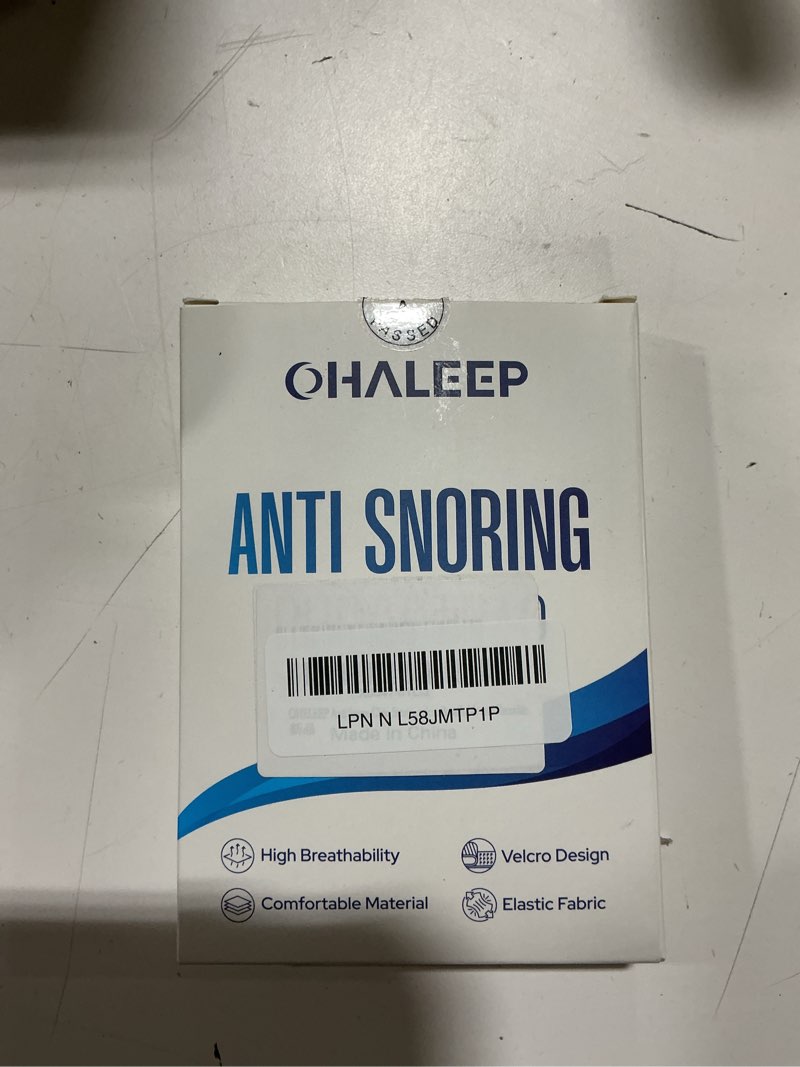 PASSED
OHALEEP
ANTI SNORING
LPN N L58JMTP1P
Made In China
High Breathability
Velcro Design
Comfortable Material
Elastic Fabric